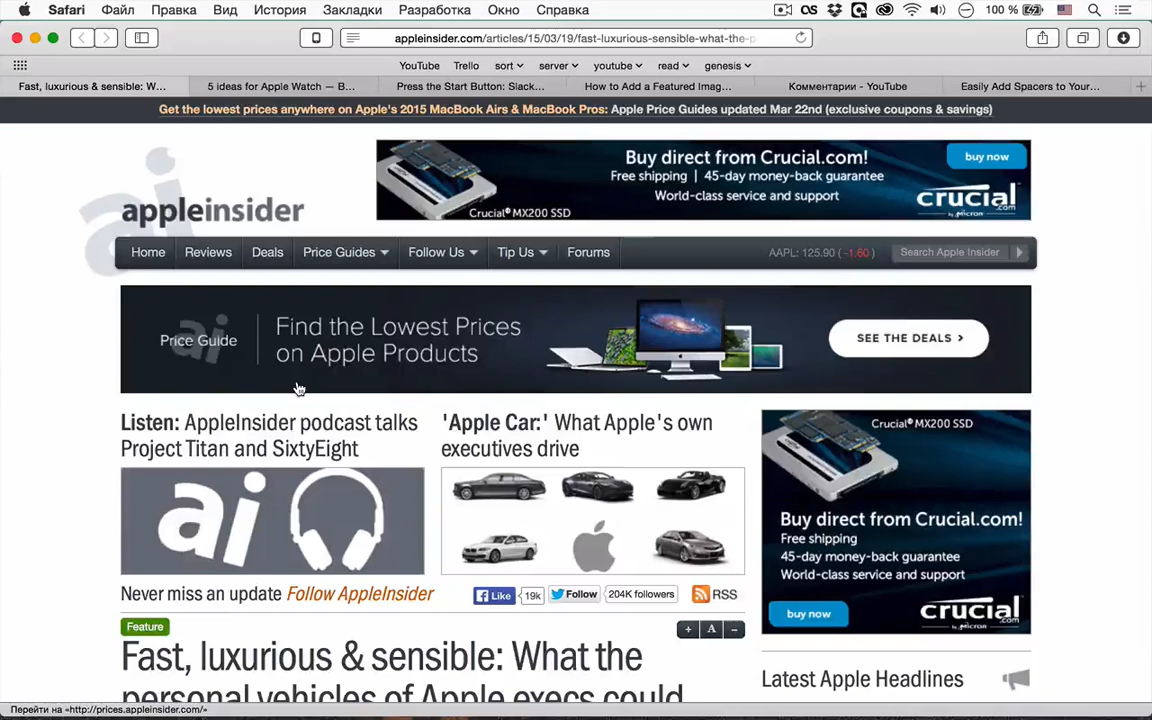 Safari Файл Правка Вид История Закладки Разработка Окно Справка 100 %
appleinsider.com/articles/15/03/19/fast-luxurious-sensible-what-the-p
YouTube Trello sort server youtube read genesis
Fast, luxurious & sensible: W... 5 ideas for Apple Watch — B... Press the Start Button: Slack... How to Add a Featured Imag... Комментарии - YouTube Easily Add Spacers to Your...
Get the lowest prices anywhere on Apple's 2015 MacBook Airs & MacBook Pros: Apple Price Guides updated Mar 22nd (exclusive coupons & savings)
Buy direct from Crucial.com! buy now
45-day money-back guarantee
Free shipping | 45-day money-back guarantee
World-class service and support
Crucial® MX200 SSD
crucial
by Micron
ai
appleinsider
Home Reviews Deals Price Guides Follow Us Tip Us Forums AAPL: 125.90 ( -1.60 ) Search Apple Insider
ai
Price Guide
Find the Lowest Prices
on Apple Products
SEE THE DEALS >
Listen: AppleInsider podcast talks
Project Titan and SixtyEight
ai
'Apple Car:' What Apple's own
executives drive
Crucial® MX200 SSD
Buy direct from Crucial.com!
Free shipping
45-day money-back guarantee
World-class service and support
buy now
crucial
by Micron
Never miss an update Follow AppleInsider Like 19k Follow 204K followers RSS
Feature + A -
Fast, luxurious & sensible: What the
personal vehicles of Apple execs could
Latest Apple Headlines
Перейти на «http://prices.appleinsider.com/»